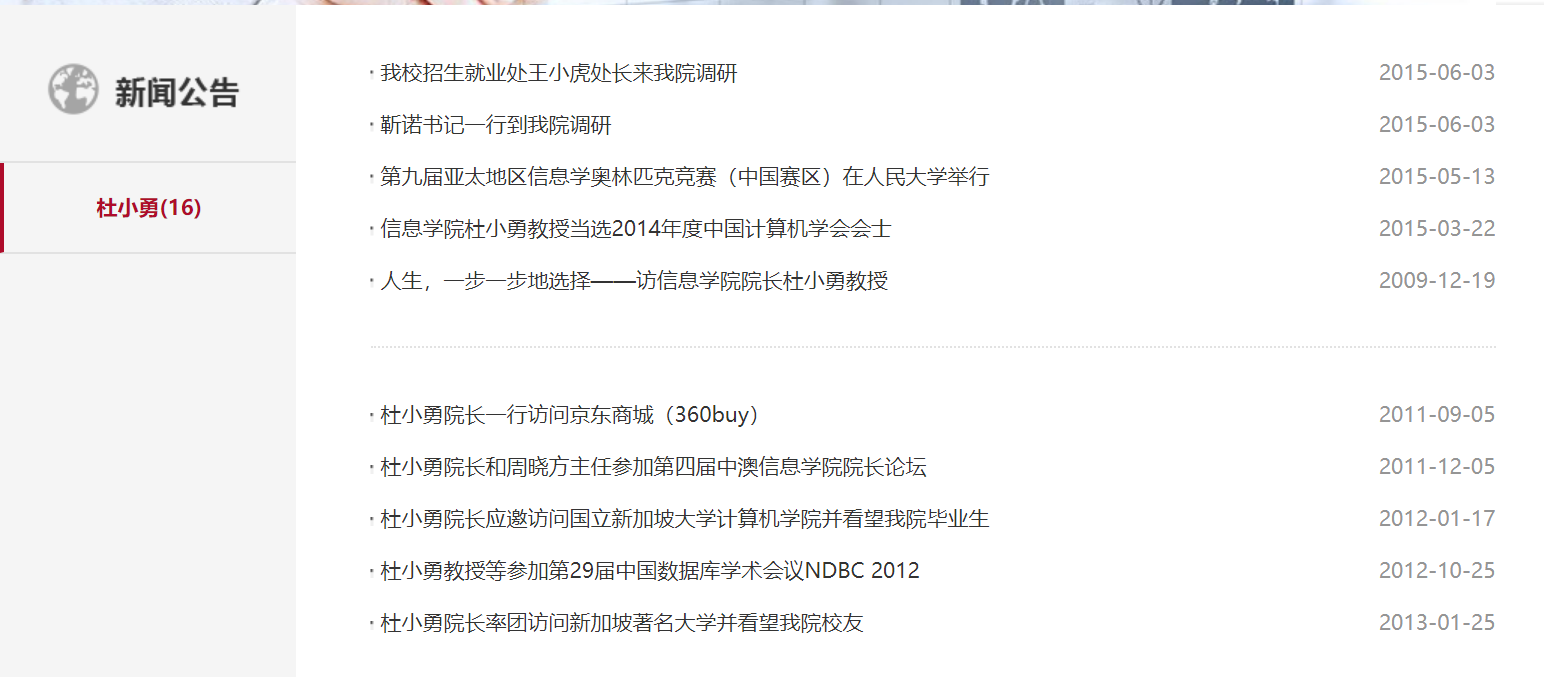 新闻公告
杜小勇(16)
· 我校招生就业处王小虎处长来我院调研 2015-06-03
· 靳诺书记一行到我院调研 2015-06-03
· 第九届亚太地区信息学奥林匹克竞赛（中国赛区）在人民大学举行 2015-05-13
· 信息学院杜小勇教授当选2014年度中国计算机学会会士 2015-03-22
· 人生，一步一步地选择——访信息学院院长杜小勇教授 2009-12-19
· 杜小勇院长一行访问京东商城（360buy） 2011-09-05
· 杜小勇院长和周晓方主任参加第四届中澳信息学院院长论坛 2011-12-05
· 杜小勇院长应邀访问国立新加坡大学计算机学院并看望我院毕业生 2012-01-17
· 杜小勇教授等参加第29届中国数据库学术会议NDBC 2012 2012-10-25
· 杜小勇院长率团访问新加坡著名大学并看望我院校友 2013-01-25